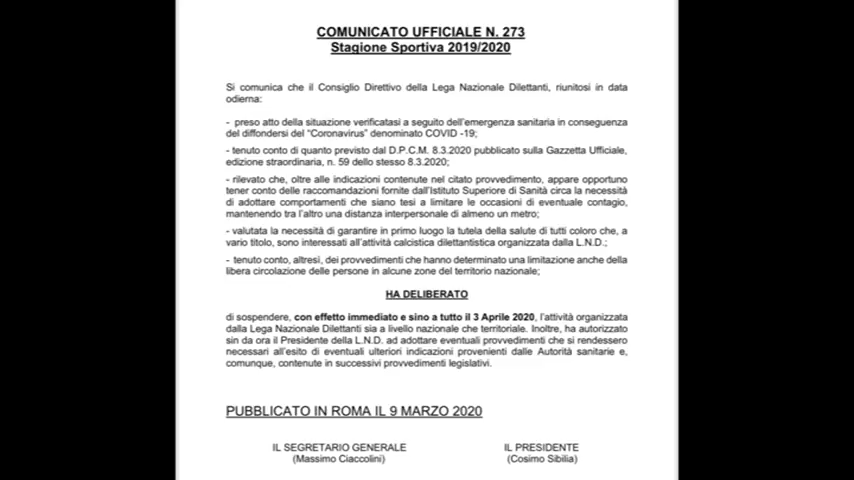 COMUNICATO UFFICIALE N. 273
Stagione Sportiva 2019/2020
Si comunica che il Consiglio Direttivo della Lega Nazionale Dilettanti, riunitosi in data
odierna:
- preso atto della situazione verificatasi a seguito dell'emergenza sanitaria in conseguenza
del diffondersi del "Coronavirus" denominato COVID -19;
- tenuto conto di quanto previsto dal D.P.C.M. 8.3.2020 pubblicato sulla Gazzetta Ufficiale,
edizione straordinaria, n. 59 dello stesso 8.3.2020;
- rilevato che, oltre alle indicazioni contenute nel citato provvedimento, appare opportuno
tener conto delle raccomandazioni fornite dall'Istituto Superiore di Sanità circa la necessità
di adottare comportamenti che siano tesi a limitare le occasioni di eventuale contagio,
mantenendo tra l'altro una distanza interpersonale di almeno un metro;
- valutata la necessità di garantire in primo luogo la tutela della salute di tutti coloro che, a
vario titolo, sono interessati all'attività calcistica dilettantistica organizzata dalla L.N.D.;
- tenuto conto, altresì, dei provvedimenti che hanno determinato una limitazione anche della
libera circolazione delle persone in alcune zone del territorio nazionale;
HA DELIBERATO
di sospendere, con effetto immediato e sino a tutto il 3 Aprile 2020, l'attività organizzata
dalla Lega Nazionale Dilettanti sia a livello nazionale che territoriale. Inoltre, ha autorizzato
sin da ora il Presidente della L.N.D. ad adottare eventuali provvedimenti che si rendessero
necessari all'esito di eventuali ulteriori indicazioni provenienti dalle Autorità sanitarie e,
comunque, contenute in successivi provvedimenti legislativi.
PUBBLICATO IN ROMA IL 9 MARZO 2020
IL SEGRETARIO GENERALE IL PRESIDENTE
(Massimo Ciaccolini) (Cosimo Sibilia)